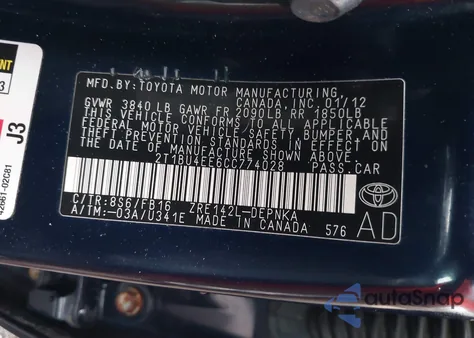 MFD. BY: TOYOTA MOTOR MANUFACTURING,
CANADA, INC. 01/12
GVWR 3840 LB GAWR FR 2090LB RR 1850LB
THIS VEHICLE CONFORMS TO ALL APPLICABLE
FEDERAL MOTOR VEHICLE SAFETY, BUMPER, AND
THEFT PREVENTION STANDARDS IN EFFECT ON
THE DATE OF MANUFACTURE SHOWN ABOVE.
2T1BU4EE6CC774028 PASS.CAR
C/TR:8S6/FB16 ZRE142L-DEPNKA
A/TM:-03A/U341E MADE IN CANADA 576
TOYOTA
AD
J3
42661-02C81
autoSnap